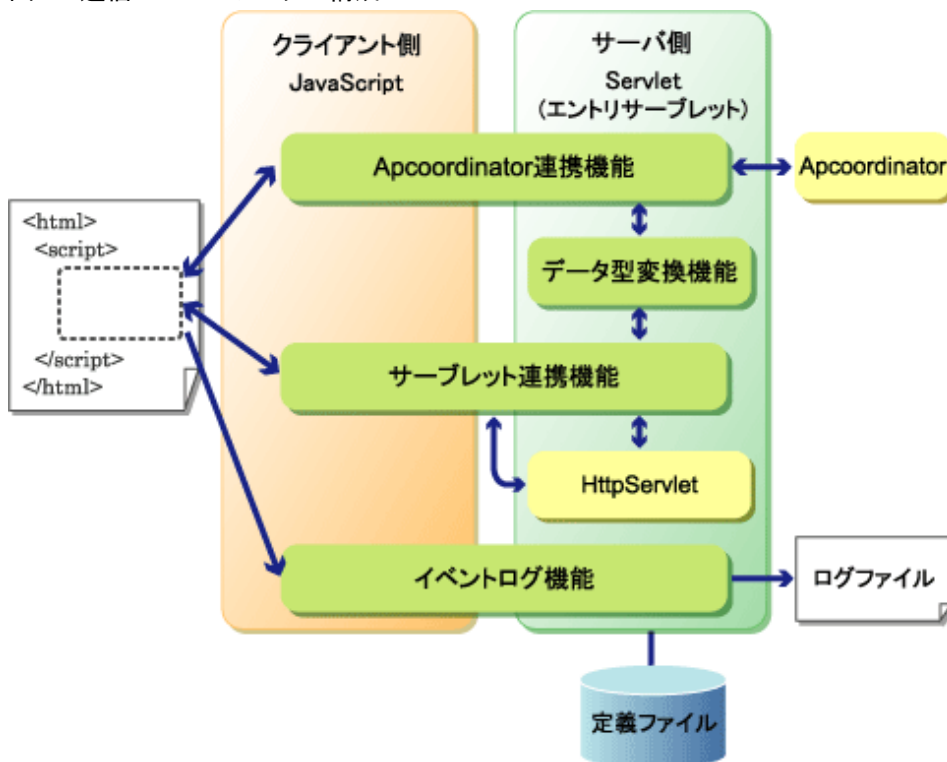 クライアント側
JavaScript
サーバ側
Servlet
(エントリサーブレット)
Apcoordinator連携機能
Apcoordinator
<html>
<script>
</script>
</html>
データ型変換機能
サーブレット連携機能
HttpServlet
イベントログ機能
ログファイル
定義ファイル